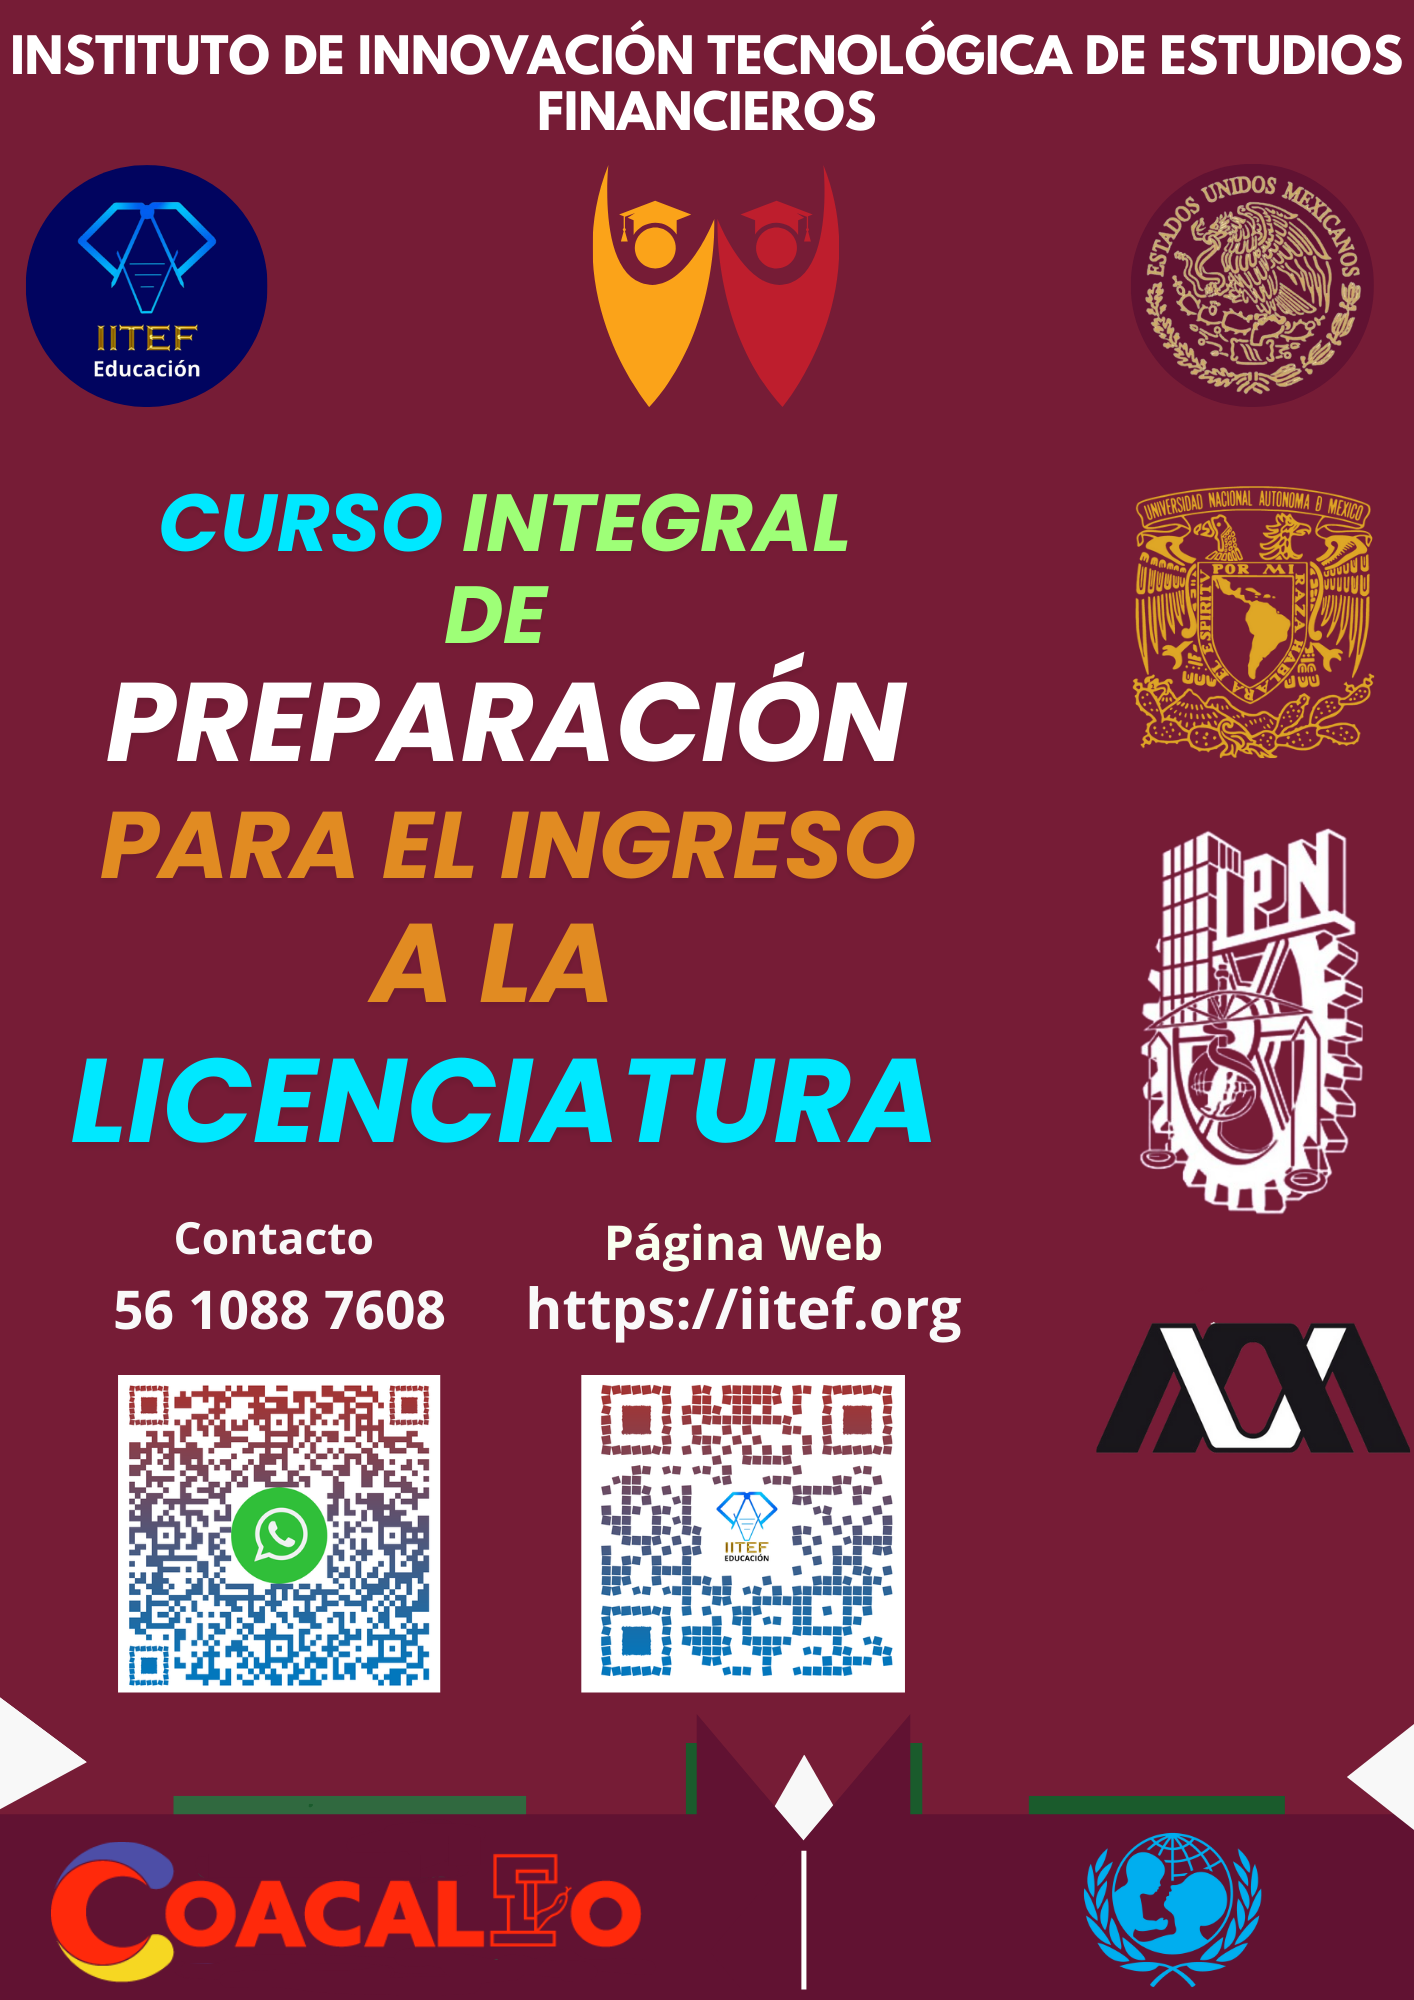 INSTITUTO DE INNOVACIÓN TECNOLÓGICA DE ESTUDIOS
FINANCIEROS
IITEF
Educación
ESTADOS UNIDOS MEXICANOS
CURSO INTEGRAL
DE
PREPARACIÓN
PARA EL INGRESO
A LA
LICENCIATURA
UNIVERSIDAD NACIONAL AUTONOMA D MEXICO
POR MI RAZA HABLARA EL ESPIRITV
IPN
Contacto
56 1088 7608
Página Web
https://iitef.org
IITEF
EDUCACIÓN
COACALCO